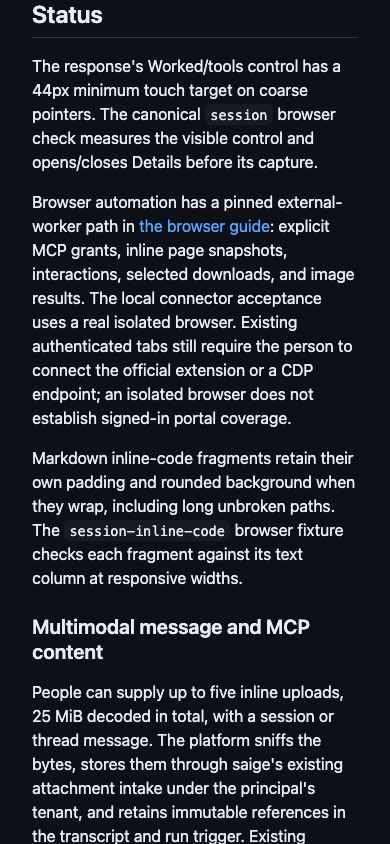 Status
The response's Worked/tools control has a
44px minimum touch target on coarse
pointers. The canonical session browser
check measures the visible control and
opens/closes Details before its capture.
Browser automation has a pinned external-
worker path in the browser guide: explicit
MCP grants, inline page snapshots,
interactions, selected downloads, and image
results. The local connector acceptance
uses a real isolated browser. Existing
authenticated tabs still require the person to
connect the official extension or a CDP
endpoint; an isolated browser does not
establish signed-in portal coverage.
Markdown inline-code fragments retain their
own padding and rounded background when
they wrap, including long unbroken paths.
The session-inline-code browser fixture
checks each fragment against its text
column at responsive widths.
Multimodal message and MCP
content
People can supply up to five inline uploads,
25 MiB decoded in total, with a session or
thread message. The platform sniffs the
bytes, stores them through saige's existing
attachment intake under the principal's
tenant, and retains immutable references in
the transcript and run trigger. Existing